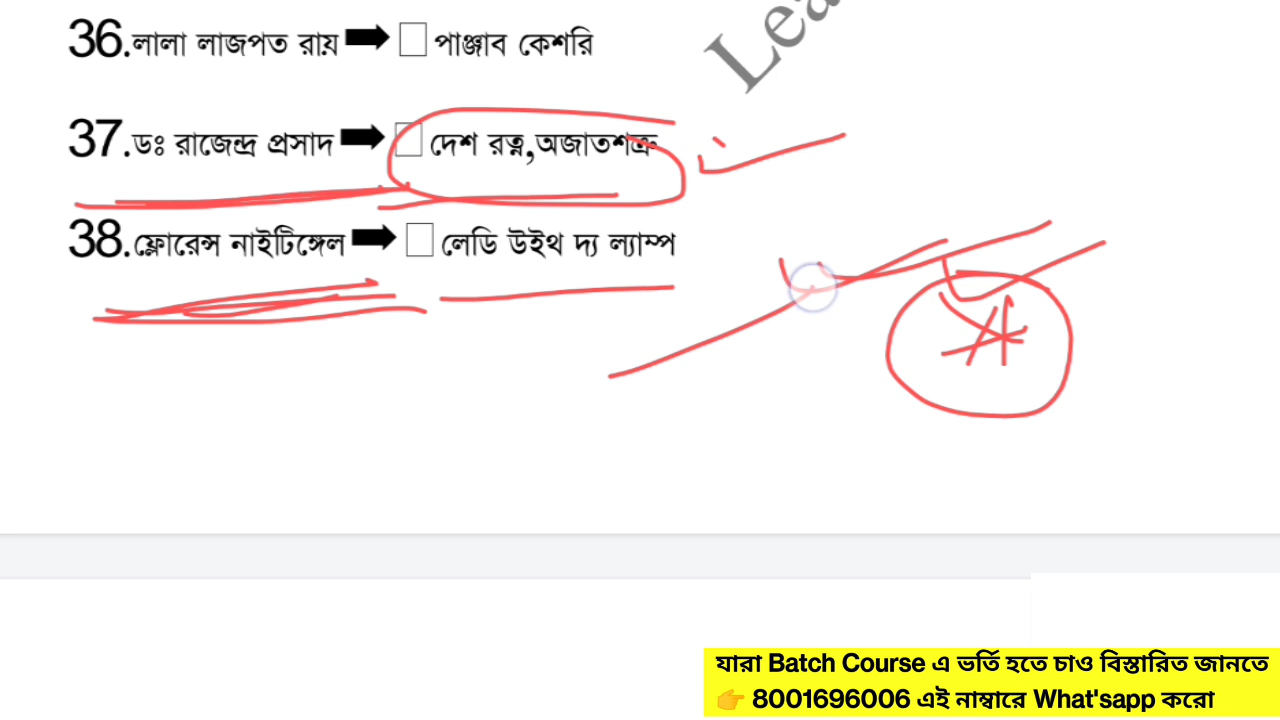 36.লালা লাজপত রায় ➡ □ পাঞ্জাব কেশরি
Lea
37.ডঃ রাজেন্দ্র প্রসাদ ➡ □ দেশ রত্ন,অজাতশত্রু
38.ফ্লোরেন্স নাইটিঙ্গেল ➡ □ লেডি উইথ দ্য ল্যাম্প
যারা Batch Course এ ভর্তি হতে চাও বিস্তারিত জানতে
👉 8001696006 এই নাম্বারে What'sapp করো